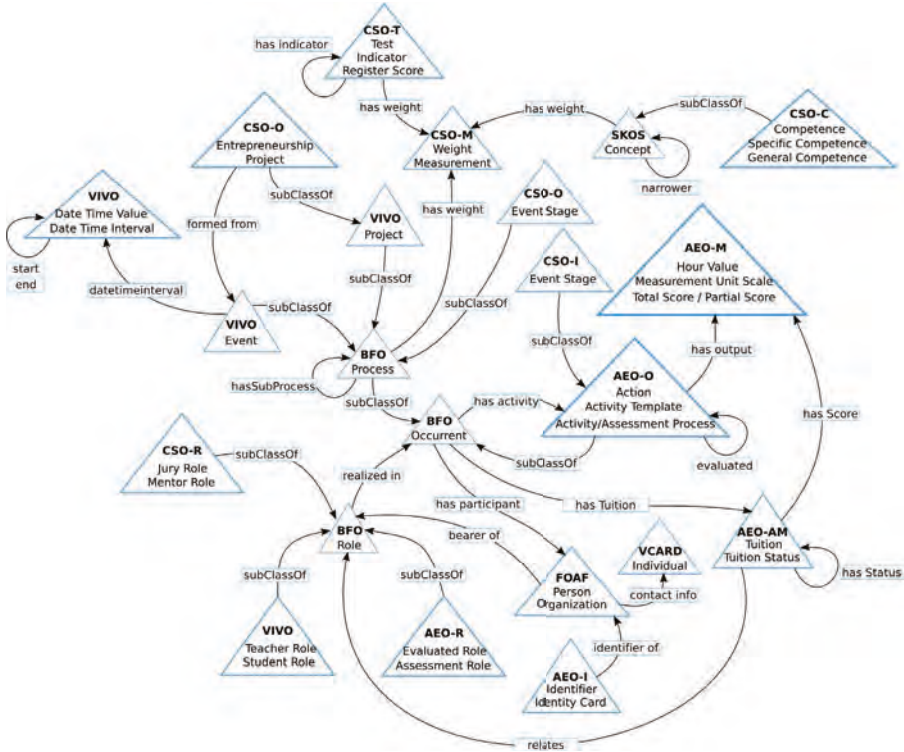 CSO-T
Test
Indicator
Register Score
has indicator
has weight
CSO-O
Entrepreneurship
Project
CSO-M
Weight
Measurement
has weight
SKOS
Concept
narrower
subClassOf
CSO-C
Competence
Specific Competence
General Competence
VIVO
Date Time Value
Date Time Interval
start
end
formed from
subClassOf
VIVO
Project
has weight
CS0-O
Event Stage
CSO-I
Event Stage
AEO-M
Hour Value
Measurement Unit Scale
Total Score / Partial Score
datetimeinterval
VIVO
Event
subClassOf
subClassOf
subClassOf
subClassOf
BFO
Process
hasSubProcess
subClassOf
has output
AEO-O
Action
Activity Template
Activity/Assessment Process
has activity
BFO
Occurrent
subClassOf
evaluated
has Score
CSO-R
Jury Role
Mentor Role
subClassOf
realized in
has participant
has Tuition
BFO
Role
bearer of
VCARD
Individual
AEO-AM
Tuition
Tuition Status
has Status
subClassOf
subClassOf
FOAF
Person
Organization
contact info
VIVO
Teacher Role
Student Role
AEO-R
Evaluated Role
Assessment Role
identifier of
AEO-I
Identifier
Identity Card
relates